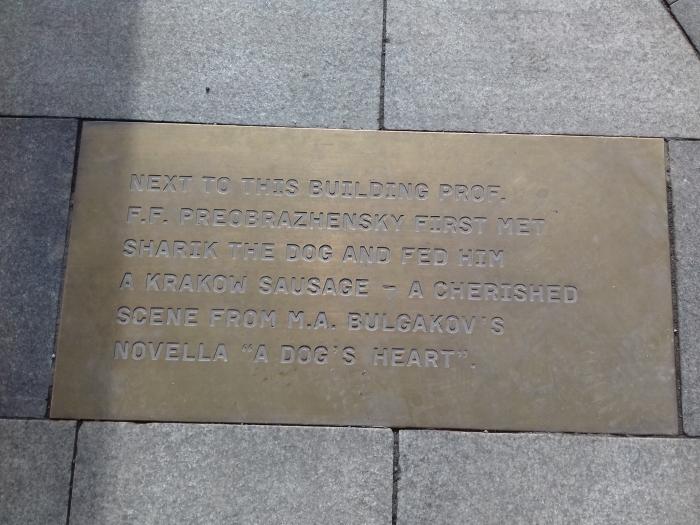 NEXT TO THIS BUILDING PROF.
F.F. PREOBRAZHENSKY FIRST MET
SHARIK THE DOG AND FED HIM
A KRAKOW SAUSAGE – A CHERISHED
SCENE FROM M.A. BULGAKOV'S
NOVELLA "A DOG'S HEART".